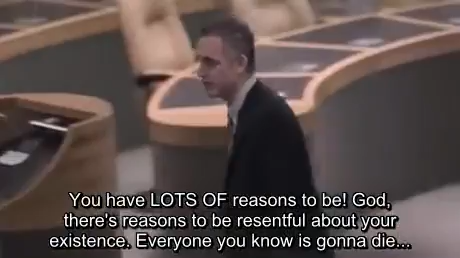 You have LOTS OF reasons to be! God,
there's reasons to be resentful about your
existence. Everyone you know is gonna die...